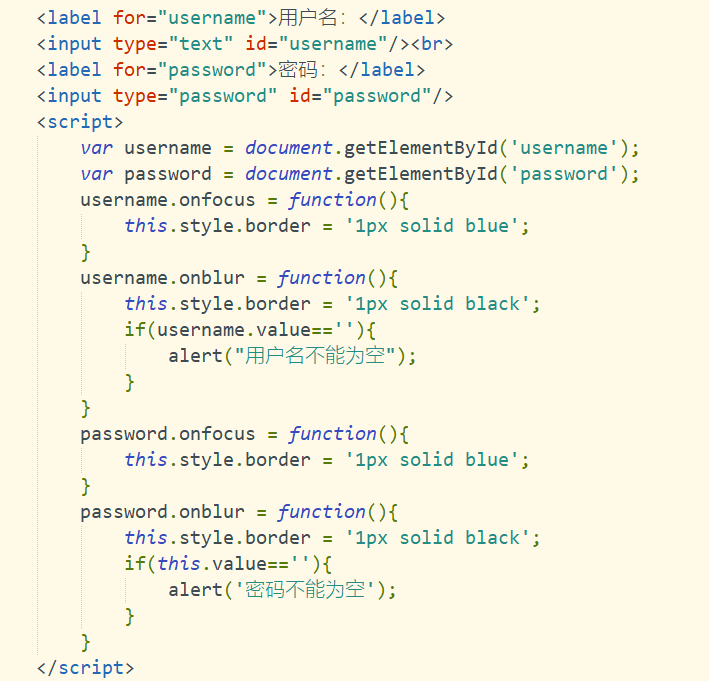 <label for="username">用户名：</label>
<input type="text" id="username"/><br>
<label for="password">密码：</label>
<input type="password" id="password"/>
<script>
    var username = document.getElementById('username');
    var password = document.getElementById('password');
    username.onfocus = function(){
        this.style.border = '1px solid blue';
    }
    username.onblur = function(){
        this.style.border = '1px solid black';
        if(username.value==''){
            alert("用户名不能为空");
        }
    }
    password.onfocus = function(){
        this.style.border = '1px solid blue';
    }
    password.onblur = function(){
        this.style.border = '1px solid black';
        if(this.value==''){
            alert('密码不能为空');
        }
    }
</script>